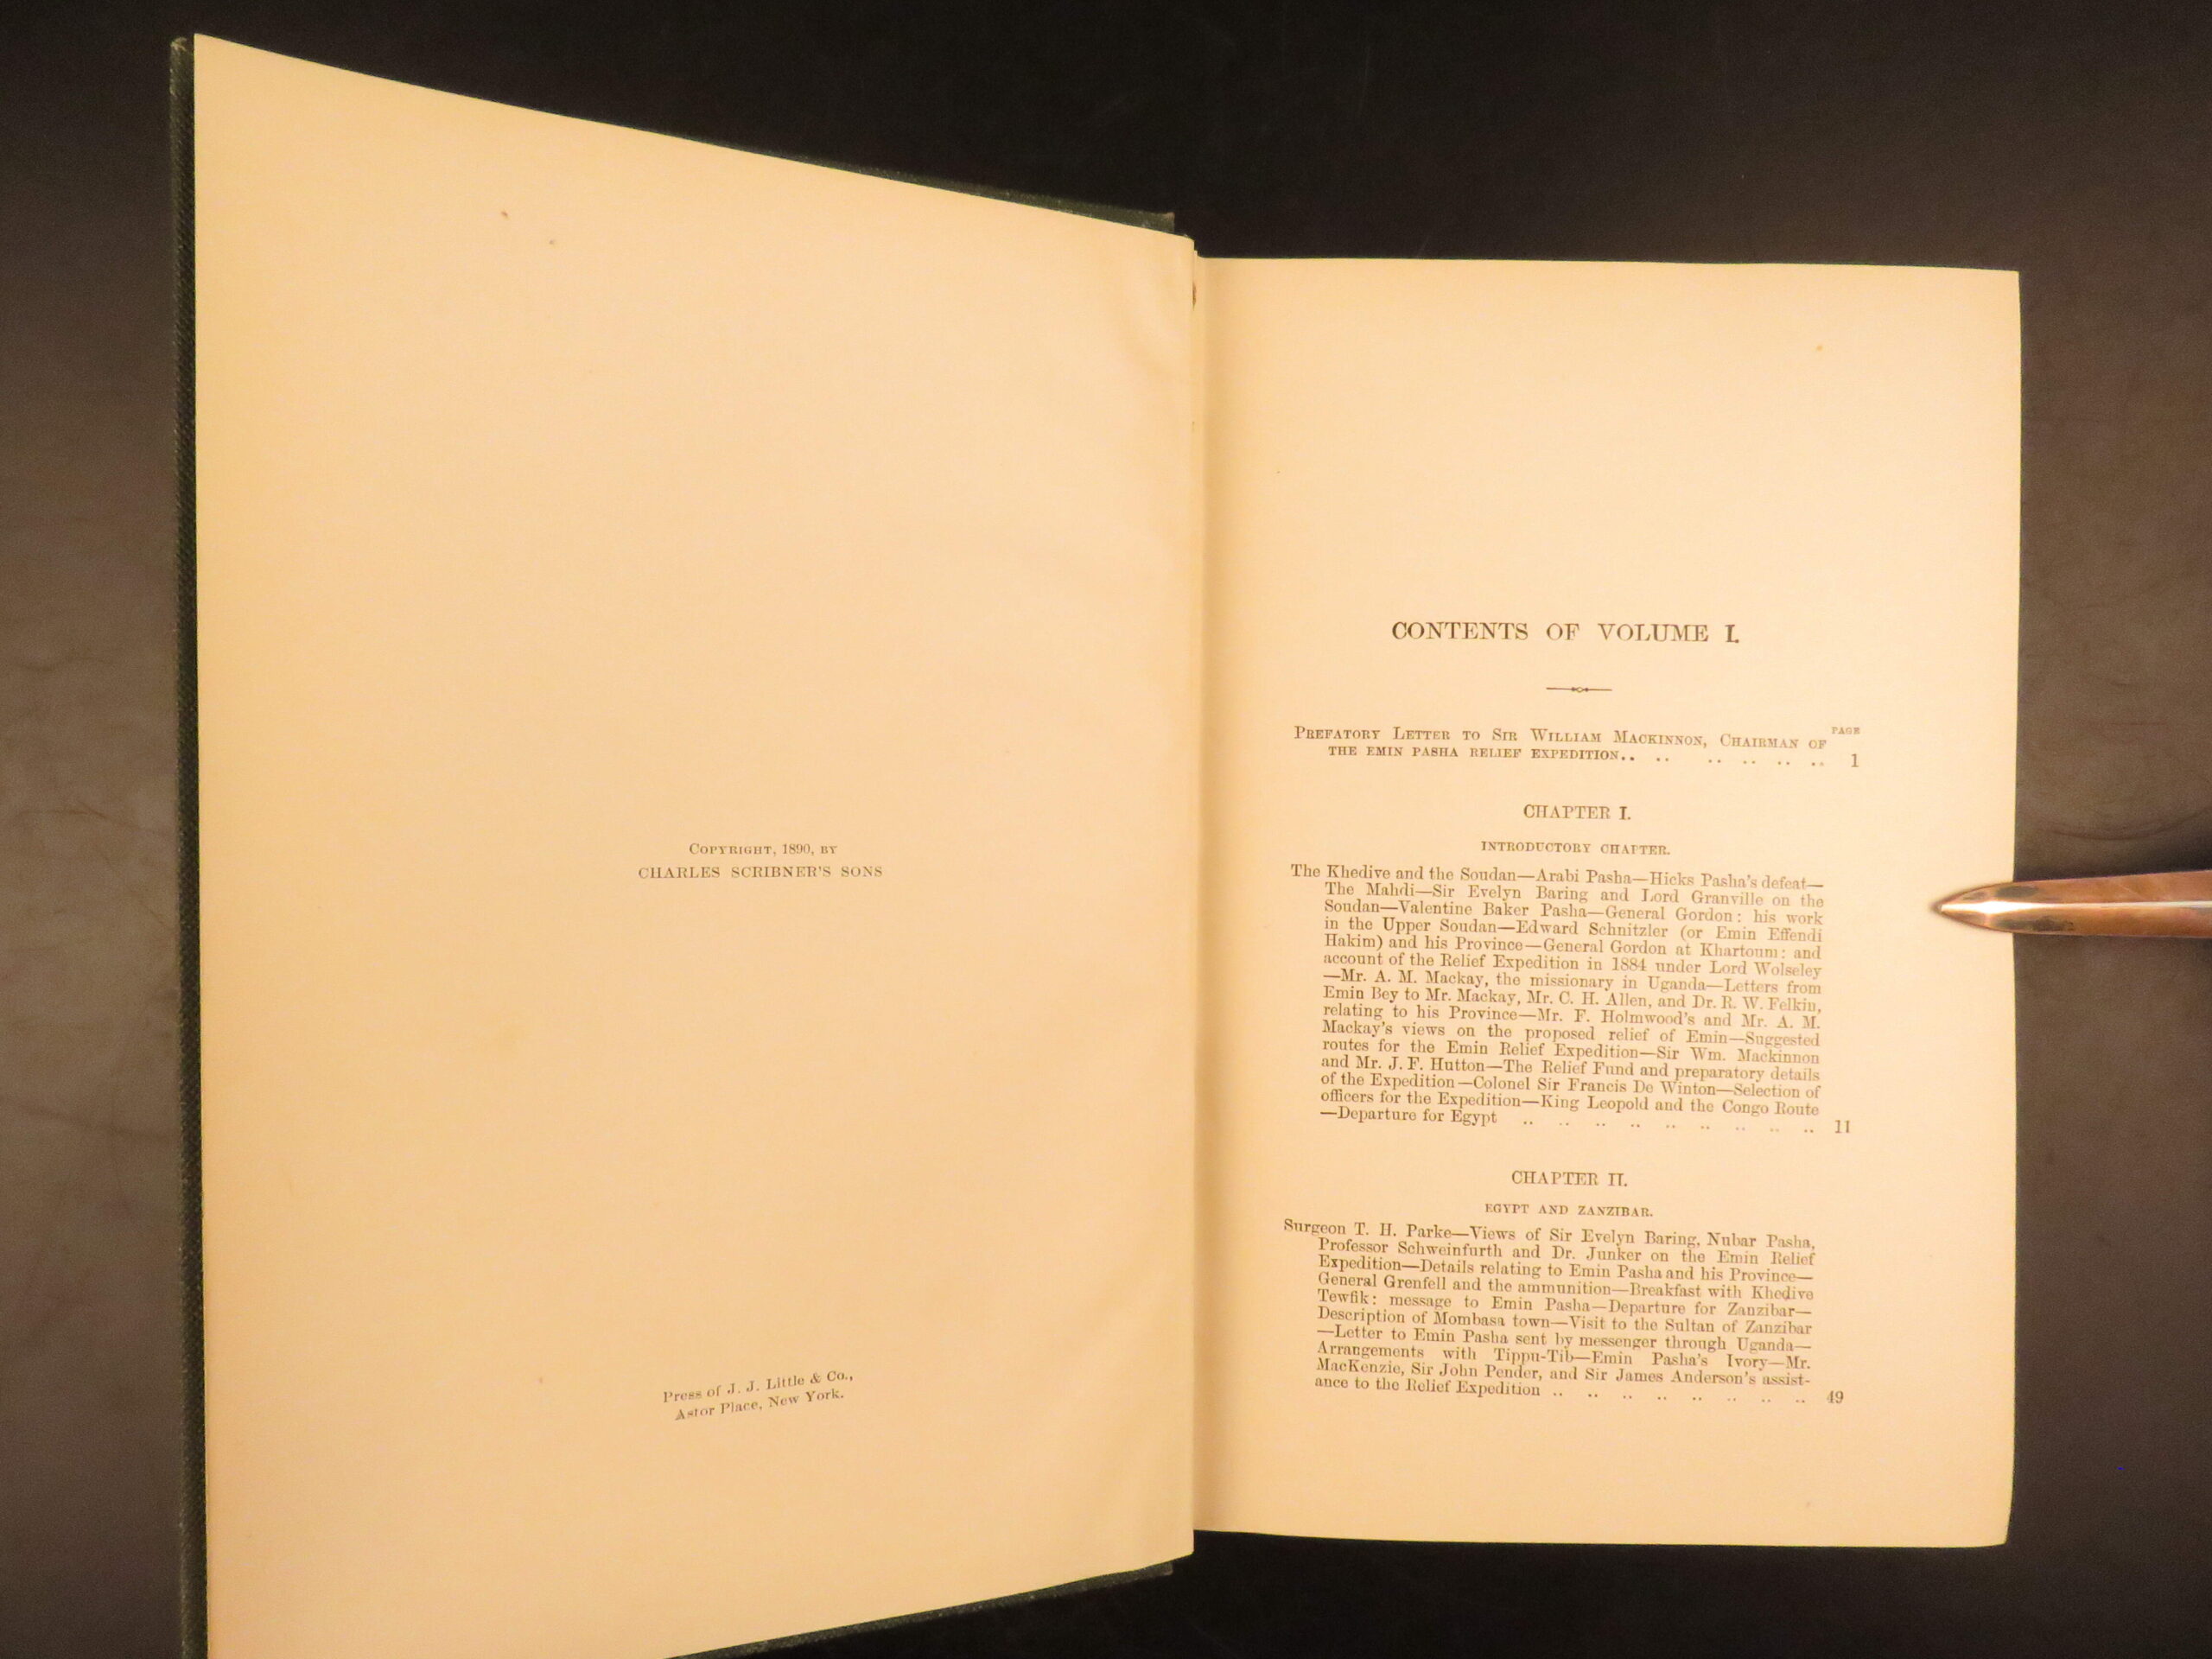 COPYRIGHT, 1890, BY
CHARLES SCRIBNER'S SONS
Press of J. J. Little & Co.,
Astor Place, New York.
CONTENTS OF VOLUME I.
PAGE
PREFATORY LETTER TO SIR WILLIAM MACKINNON, CHAIRMAN OF
THE EMIN PASHA RELIEF EXPEDITION.. .. .. .. .. .. 1
CHAPTER I.
INTRODUCTORY CHAPTER.
The Khedive and the Soudan—Arabi Pasha—Hicks Pasha's defeat—
The Mahdi—Sir Evelyn Baring and Lord Granville on the
Soudan—Valentine Baker Pasha—General Gordon: his work
in the Upper Soudan—Edward Schnitzler (or Emin Effendi
Hakim) and his Province—General Gordon at Khartoum: and
account of the Relief Expedition in 1884 under Lord Wolseley
—Mr. A. M. Mackay, the missionary in Uganda—Letters from
Emin Bey to Mr. Mackay, Mr. C. H. Allen, and Dr. R. W. Felkin,
relating to his Province—Mr. F. Holmwood's and Mr. A. M.
Mackay's views on the proposed relief of Emin—Suggested
routes for the Emin Relief Expedition—Sir Wm. Mackinnon
and Mr. J. F. Hutton—The Relief Fund and preparatory details
of the Expedition—Colonel Sir Francis De Winton—Selection of
officers for the Expedition—King Leopold and the Congo Route
—Departure for Egypt .. .. .. .. .. .. .. .. .. 11
CHAPTER II.
EGYPT AND ZANZIBAR.
Surgeon T. H. Parke—Views of Sir Evelyn Baring, Nubar Pasha,
Professor Schweinfurth and Dr. Junker on the Emin Relief
Expedition—Details relating to Emin Pasha and his Province—
General Grenfell and the ammunition—Breakfast with Khedive
Tewfik: message to Emin Pasha—Departure for Zanzibar—
Description of Mombasa town—Visit to the Sultan of Zanzibar
—Letter to Emin Pasha sent by messenger through Uganda—
Arrangements with Tippu-Tib—Emin Pasha's Ivory—Mr.
MacKenzie, Sir John Pender, and Sir James Anderson's assist-
ance to the Relief Expedition .. .. .. .. .. .. .. .. 49